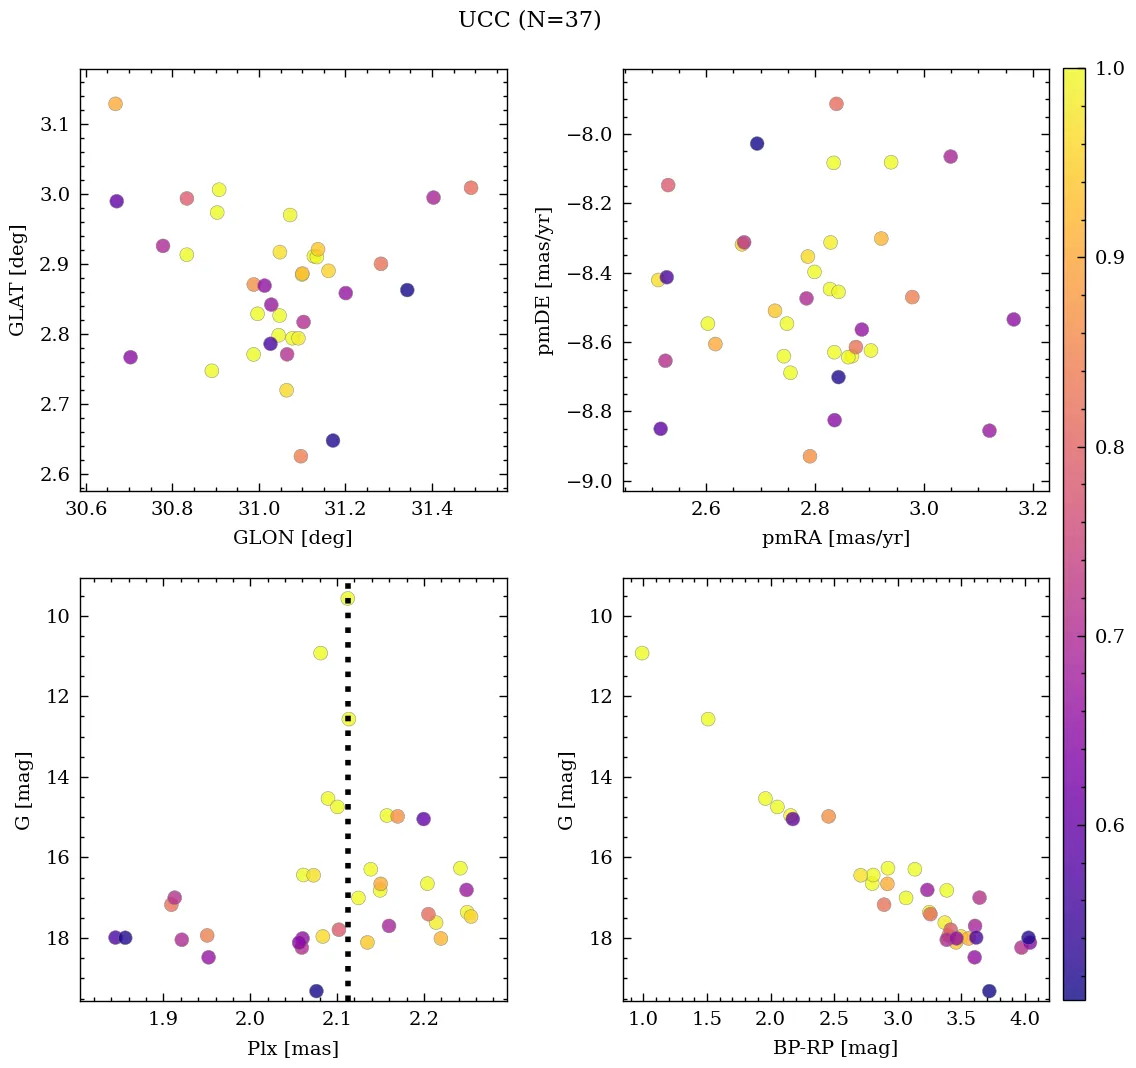 UCC (N=37)
3.1
3.0
2.9
2.8
2.7
2.6
GLAT [deg]
30.6 30.8 31.0 31.2 31.4
GLON [deg]
−8.0
−8.2
−8.4
−8.6
−8.8
−9.0
pmDE [mas/yr]
2.6 2.8 3.0 3.2
pmRA [mas/yr]
1.0
0.9
0.8
0.7
0.6
10
12
14
16
18
G [mag]
1.9 2.0 2.1 2.2
Plx [mas]
10
12
14
16
18
G [mag]
1.0 1.5 2.0 2.5 3.0 3.5 4.0
BP-RP [mag]